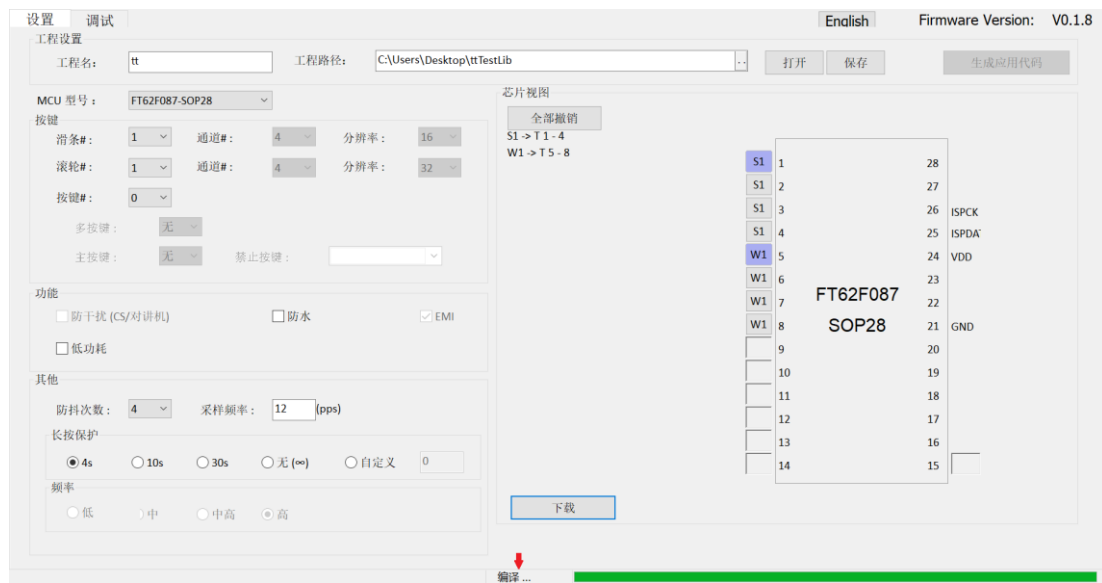 设置 调试 English Firmware Version: V0.1.8
工程设置
工程名: tt 工程路径: C:\Users\Desktop\ttTestLib .. 打开 保存 生成应用代码
MCU 型号: FT62F087-SOP28
按键
滑条#: 1 通道#: 4 分辨率: 16
滚轮#: 1 通道#: 4 分辨率: 32
按键#: 0
多按键: 无
主按键: 无 禁止按键:
功能
防干扰 (CS/对讲机) 防水 EMI
低功耗
其他
防抖次数: 4 采样频率: 12 (pps)
长按保护
4s 10s 30s 无 (∞) 自定义 0
频率
低 中 中高 高
芯片视图
全部撤销
S1 -> T 1 - 4
W1 -> T 5 - 8
S1 1 28
S1 2 27
S1 3 26 ISPCK
S1 4 25 ISPDA
W1 5 24 VDD
W1 6 23
W1 7 22
W1 8 21 GND
FT62F087
SOP28
9 20
10 19
11 18
12 17
13 16
14 15
下载
编译 ...